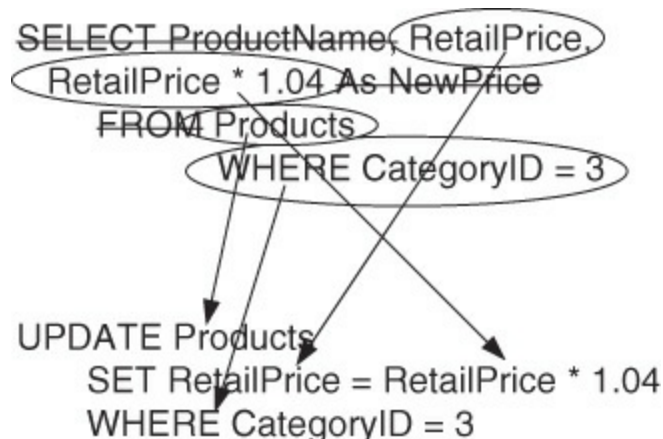 SELECT ProductName, RetailPrice,
RetailPrice * 1.04 As NewPrice
FROM Products
WHERE CategoryID = 3
UPDATE Products
SET RetailPrice = RetailPrice * 1.04
WHERE CategoryID = 3